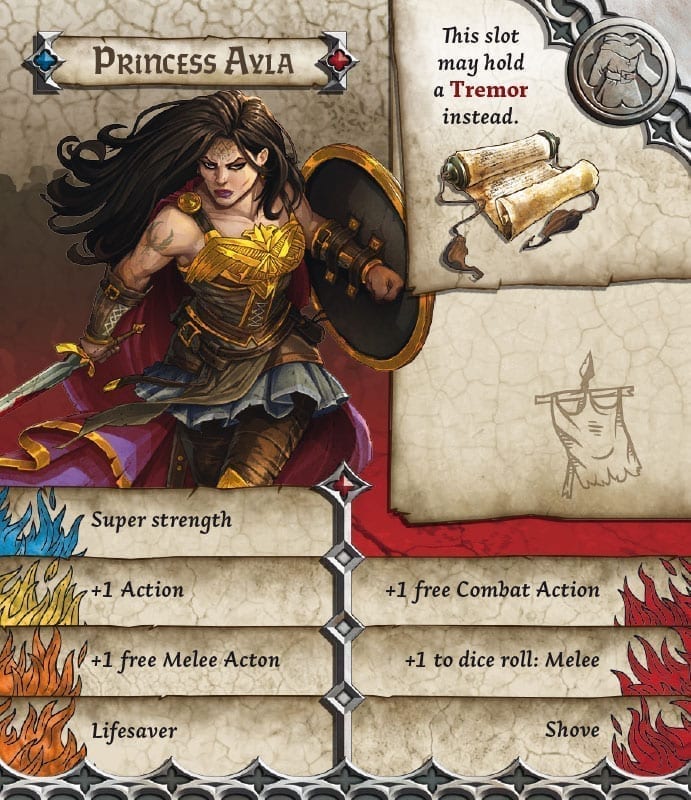 Princess Ayla
This slot
may hold
a Tremor
instead.
Super strength
+1 Action
+1 free Combat Action
+1 free Melee Acton
+1 to dice roll: Melee
Lifesaver
Shove